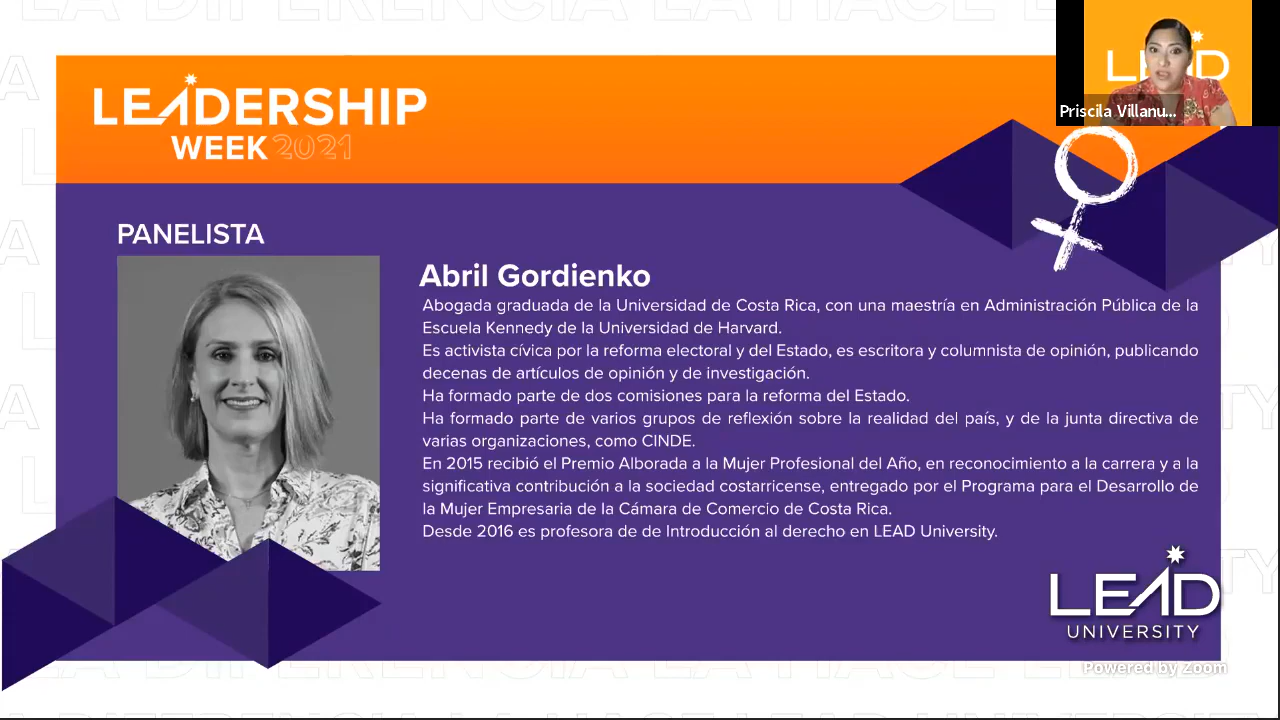 LEADERSHIP
WEEK 2021
LEAD
Priscila Villanu...
PANELISTA
Abril Gordienko
Abogada graduada de la Universidad de Costa Rica, con una maestría en Administración Pública de la
Escuela Kennedy de la Universidad de Harvard.
Es activista cívica por la reforma electoral y del Estado, es escritora y columnista de opinión, publicando
decenas de artículos de opinión y de investigación.
Ha formado parte de dos comisiones para la reforma del Estado.
Ha formado parte de varios grupos de reflexión sobre la realidad del país, y de la junta directiva de
varias organizaciones, como CINDE.
En 2015 recibió el Premio Alborada a la Mujer Profesional del Año, en reconocimiento a la carrera y a la
significativa contribución a la sociedad costarricense, entregado por el Programa para el Desarrollo de
la Mujer Empresaria de la Cámara de Comercio de Costa Rica.
Desde 2016 es profesora de de Introducción al derecho en LEAD University.
LEAD
UNIVERSITY
Powered by Zoom